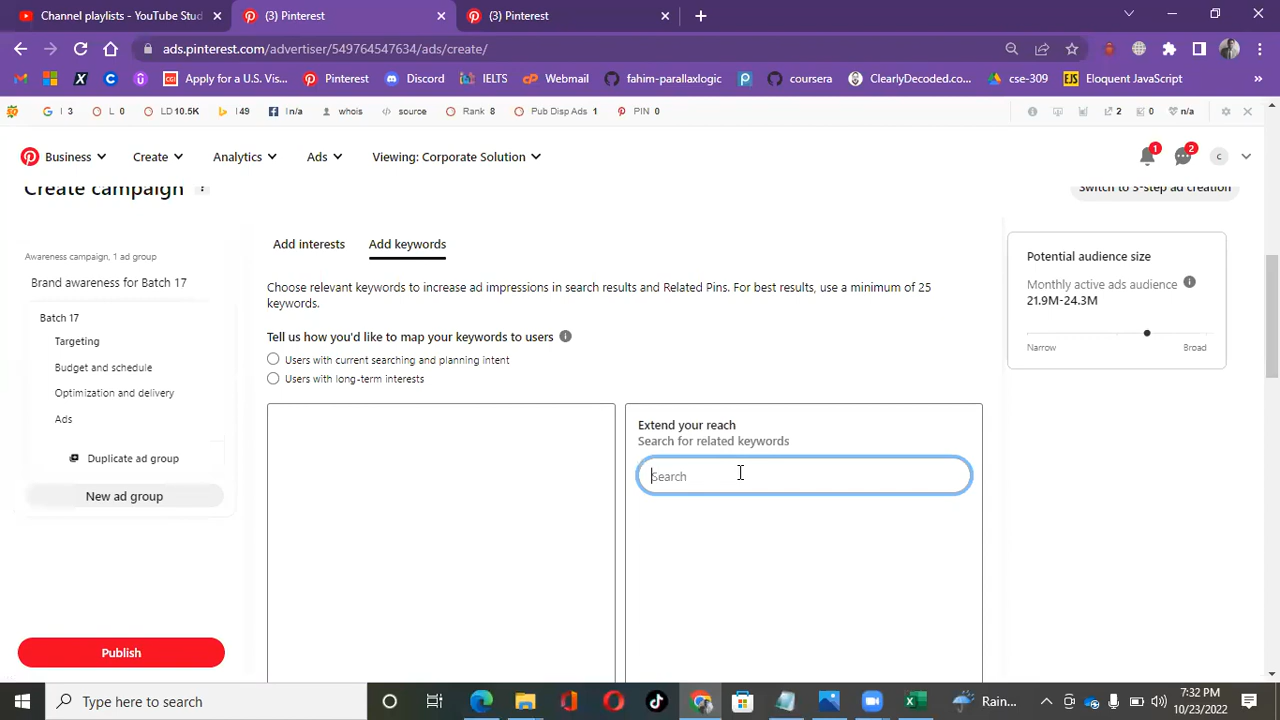 Channel playlists - YouTube Stud
(3) Pinterest
(3) Pinterest
ads.pinterest.com/advertiser/549764547634/ads/create/
Apply for a U.S. Vis...
Pinterest
Discord
IELTS
Webmail
fahim-parallaxlogic
coursera
ClearlyDecoded.co...
cse-309
EJS
Eloquent JavaScript
»
G I 3
L 0
LD 10.5K
I 49
I n/a
whois
source
Rank 8
Pub Disp Ads 1
PIN 0
2
0
n/a
Business
Create
Analytics
Ads
Viewing: Corporate Solution
1
2
C
Create campaign
Switch to 3-step ad creation
Awareness campaign, 1 ad group
Brand awareness for Batch 17
Batch 17
Targeting
Budget and schedule
Optimization and delivery
Ads
Duplicate ad group
New ad group
Publish
Add interests
Add keywords
Choose relevant keywords to increase ad impressions in search results and Related Pins. For best results, use a minimum of 25
keywords.
Tell us how you'd like to map your keywords to users
Users with current searching and planning intent
Users with long-term interests
Extend your reach
Search for related keywords
Search
Potential audience size
Monthly active ads audience
21.9M-24.3M
Narrow
Broad
Type here to search
Rain...
7:32 PM
10/23/2022